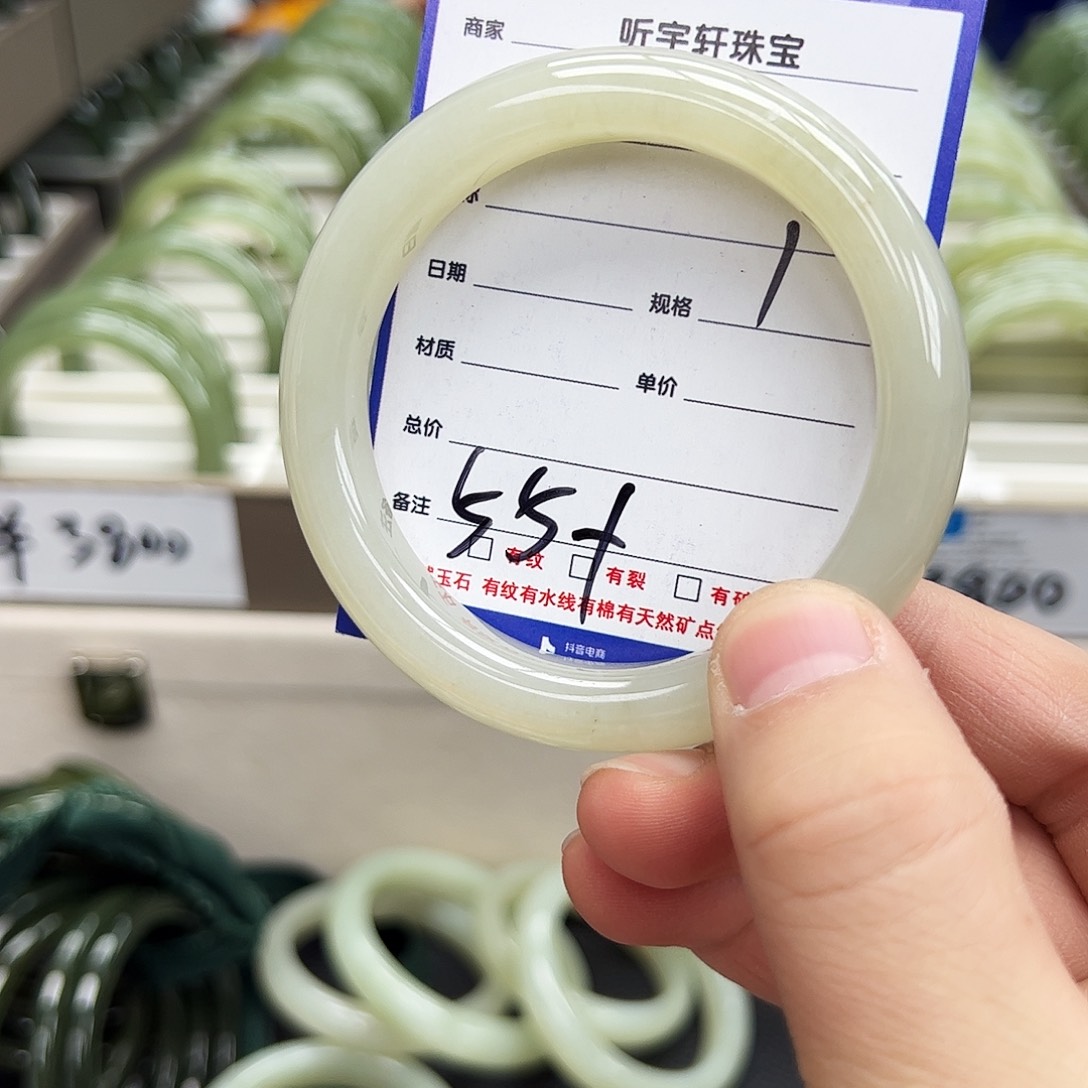 商家 听宇轩珠宝
日期 规格 1
材质 单价
总价
备注 55+
有纹 有裂
玉石 有纹有水线有棉有天然矿点
抖音电商
3800
800